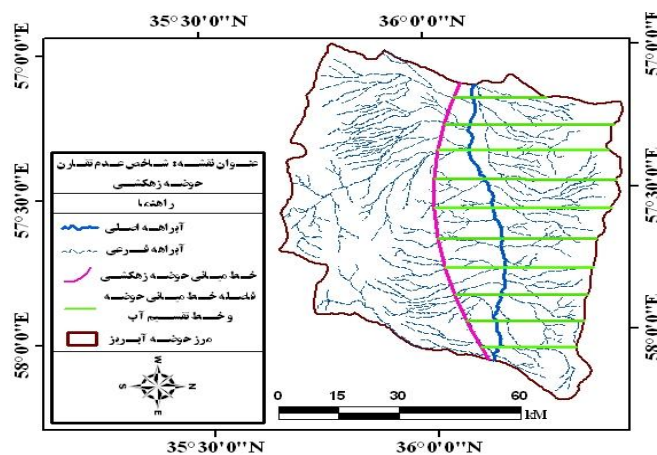 35°30'0"N 36°0'0"N
57°0'0"E 57°0'0"E
57°30'0"E 57°30'0"E
58°0'0"E 58°0'0"E
عنوان نقشه: شاخص عدم تقارن
حوضه زهکشی
راهنما
آبراهه اصلی
آبراهه فرعی
خط میانی حوضه زهکشی
فاصله خط میانی حوضه
و خط تقسیم آب
مرز حوضه آبریز
W
S N
E
0 15 30 60
kM
35°30'0"N 36°0'0"N